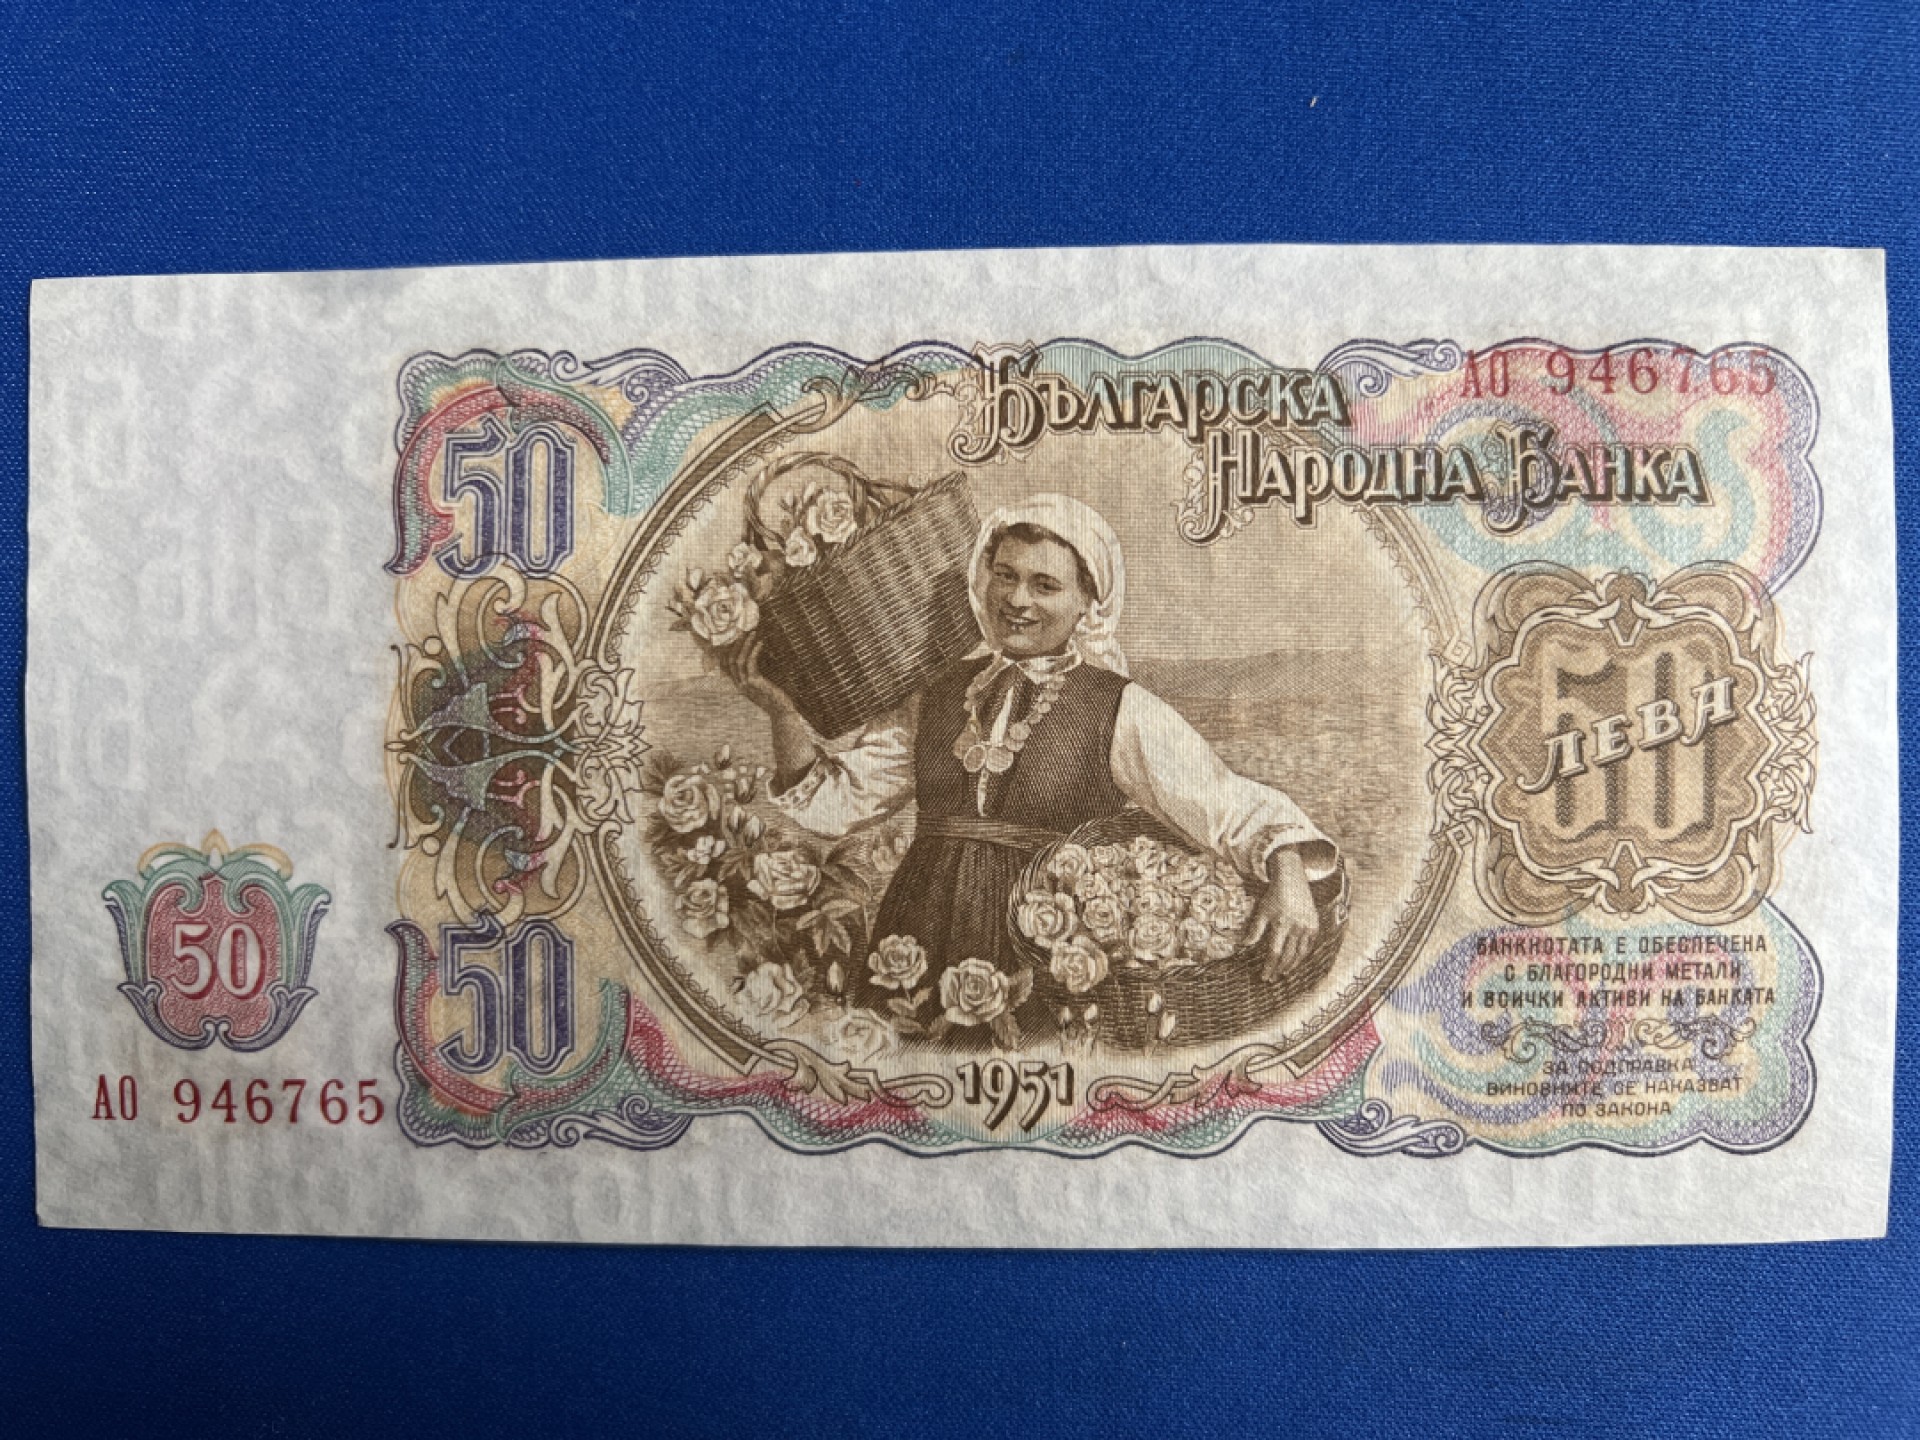 БЪЛГАРСКА
НАРОДНА БАНКА
АО 946765
50
50 ЛЕВА
50
50
АО 946765
1951
БАНКНОТАТА Е ОБЕСПЕЧЕНА
С БЛАГОРОДНИ МЕТАЛИ
И ВСИЧКИ АКТИВИ НА БАНКАТА
ЗА ПОДПРАВКА
ВИНОВНИТЕ СЕ НАКАЗВАТ
ПО ЗАКОНА